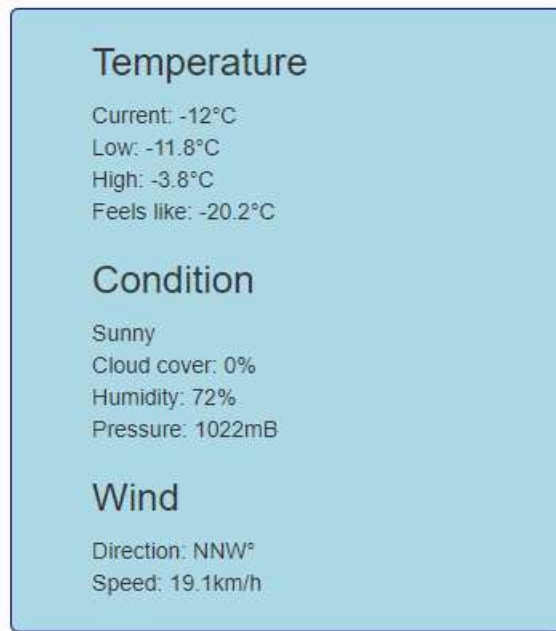 Temperature
Current: -12°C
Low: -11.8°C
High: -3.8°C
Feels like: -20.2°C
Condition
Sunny
Cloud cover: 0%
Humidity: 72%
Pressure: 1022mB
Wind
Direction: NNW°
Speed: 19.1km/h